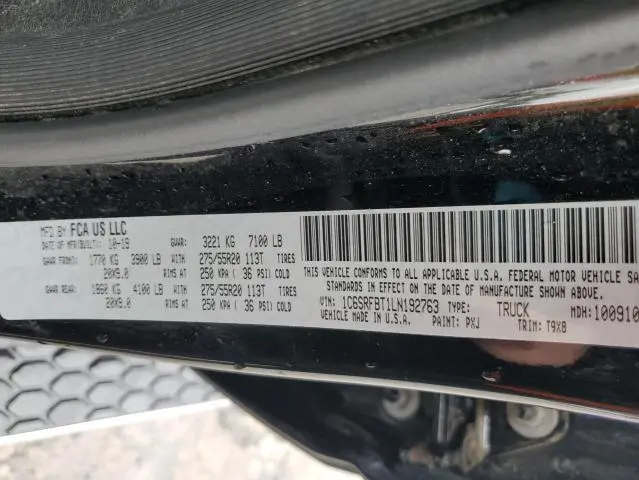 MFD BY FCA US LLC
DATE OF MFR(BUILT): 10-19 GVWR: 3221 KG 7100 LB
GAWR FRONT: 1770 KG 3900 LB WITH 275/55R20 113T TIRES
20X9.0 RIMS AT 250 KPA ( 36 PSI) COLD
GAWR REAR: 1860 KG 4100 LB WITH 275/55R20 113T TIRES
20X9.0 RIMS AT 250 KPA ( 36 PSI) COLD
THIS VEHICLE CONFORMS TO ALL APPLICABLE U.S.A. FEDERAL MOTOR VEHICLE SA
STANDARDS IN EFFECT ON THE DATE OF MANUFACTURE SHOWN ABOVE.
VIN: 1C6SRFBT1LN192763 TYPE: TRUCK MDH: 100910
VEHICLE MADE IN U.S.A. PAINT: PXJ TRIM: T9X8